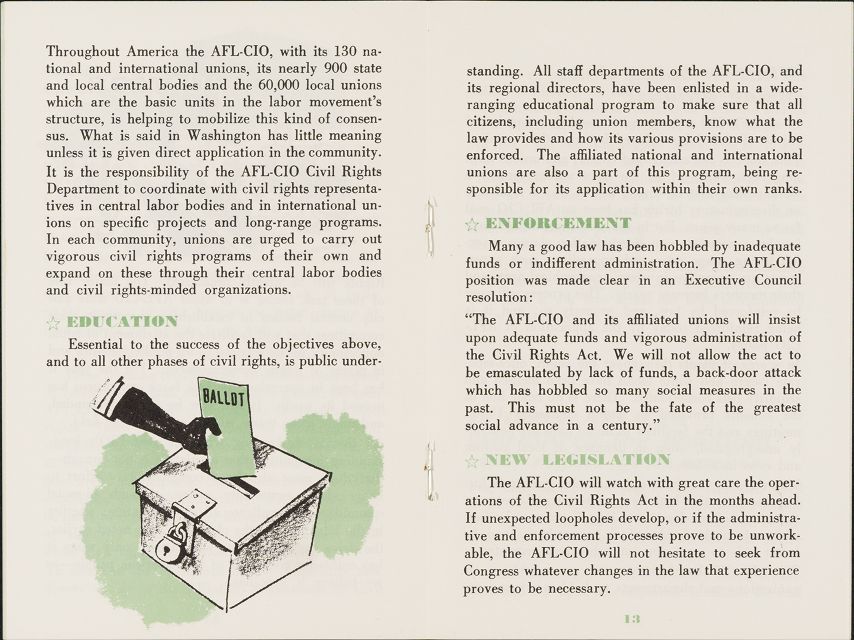 Throughout America the AFL-CIO, with its 130 na-
tional and international unions, its nearly 900 state
and local central bodies and the 60,000 local unions
which are the basic units in the labor movement's
structure, is helping to mobilize this kind of consen-
sus. What is said in Washington has little meaning
unless it is given direct application in the community.
It is the responsibility of the AFL-CIO Civil Rights
Department to coordinate with civil rights representa-
tives in central labor bodies and in international un-
ions on specific projects and long-range programs.
In each community, unions are urged to carry out
vigorous civil rights programs of their own and
expand on these through their central labor bodies
and civil rights-minded organizations.
☆ EDUCATION
Essential to the success of the objectives above,
and to all other phases of civil rights, is public under-
BALLOT
standing. All staff departments of the AFL-CIO, and
its regional directors, have been enlisted in a wide-
ranging educational program to make sure that all
citizens, including union members, know what the
law provides and how its various provisions are to be
enforced. The affiliated national and international
unions are also a part of this program, being re-
sponsible for its application within their own ranks.
☆ ENFORCEMENT
Many a good law has been hobbled by inadequate
funds or indifferent administration. The AFL-CIO
position was made clear in an Executive Council
resolution:
“The AFL-CIO and its affiliated unions will insist
upon adequate funds and vigorous administration of
the Civil Rights Act. We will not allow the act to
be emasculated by lack of funds, a back-door attack
which has hobbled so many social measures in the
past. This must not be the fate of the greatest
social advance in a century.”
☆ NEW LEGISLATION
The AFL-CIO will watch with great care the oper-
ations of the Civil Rights Act in the months ahead.
If unexpected loopholes develop, or if the administra-
tive and enforcement processes prove to be unwork-
able, the AFL-CIO will not hesitate to seek from
Congress whatever changes in the law that experience
proves to be necessary.
13